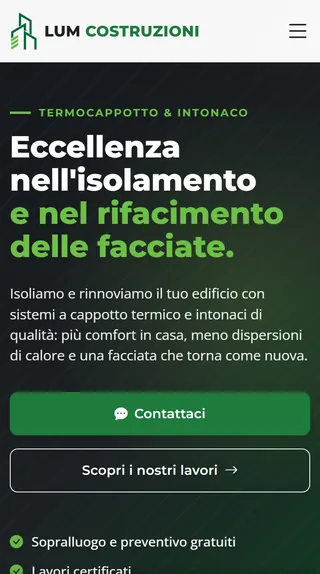 LUM COSTRUZIONI
TERMOCAPPOTTO & INTONACO
Eccellenza
nell'isolamento
e nel rifacimento
delle facciate.
Isoliamo e rinnoviamo il tuo edificio con
sistemi a cappotto termico e intonaci di
qualità: più comfort in casa, meno dispersioni
di calore e una facciata che torna come nuova.
Contattaci
Scopri i nostri lavori →
Sopralluogo e preventivo gratuiti
Lavori certificati